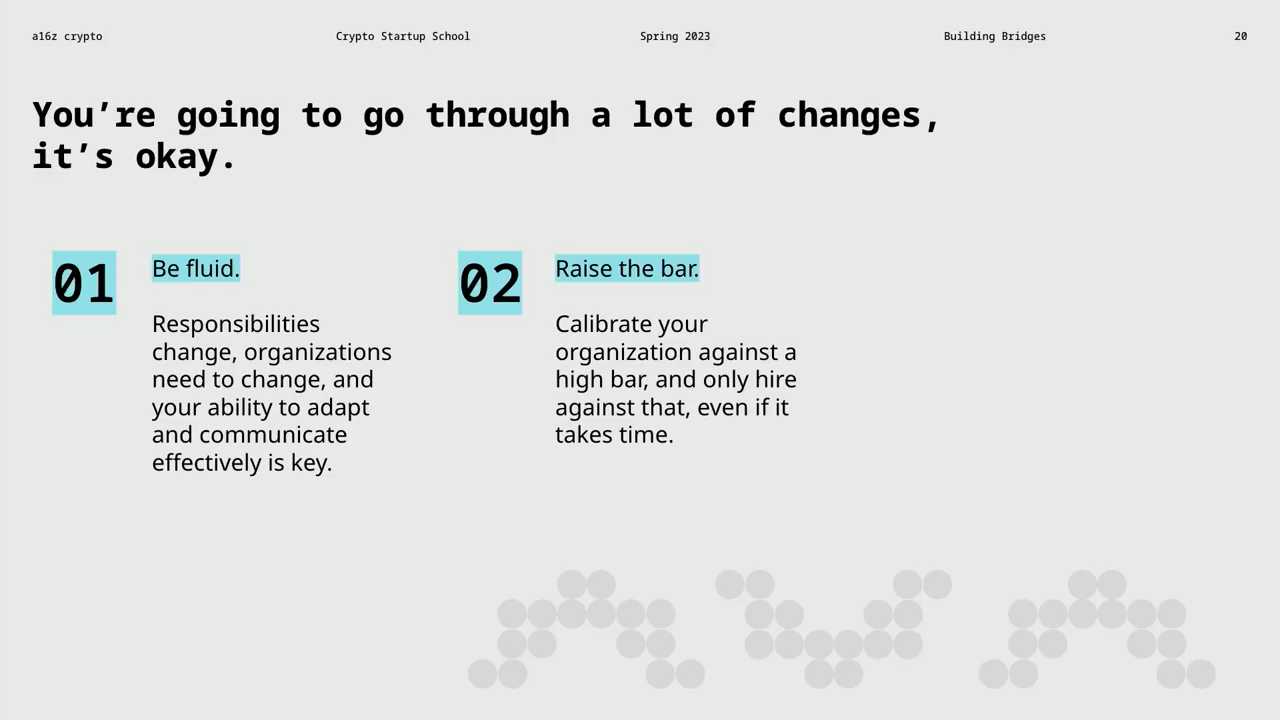 a16z crypto
Crypto Startup School
Spring 2023
Building Bridges
20
You’re going to go through a lot of changes,
it’s okay.
01
Be fluid.
Responsibilities
change, organizations
need to change, and
your ability to adapt
and communicate
effectively is key.
02
Raise the bar.
Calibrate your
organization against a
high bar, and only hire
against that, even if it
takes time.